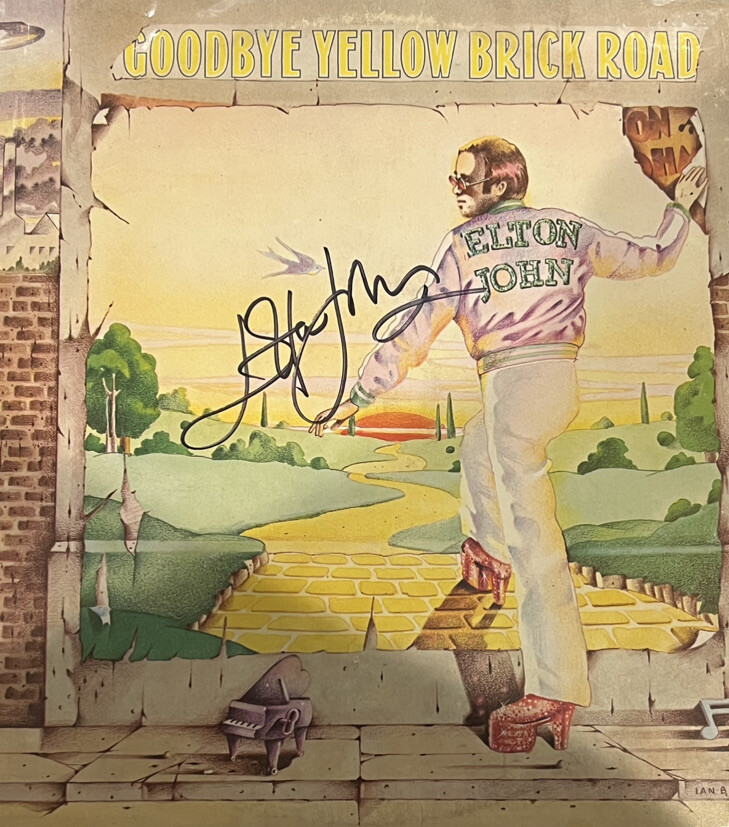 GOODBYE YELLOW BRICK ROAD
ON
ELTON
JOHN
IAN B